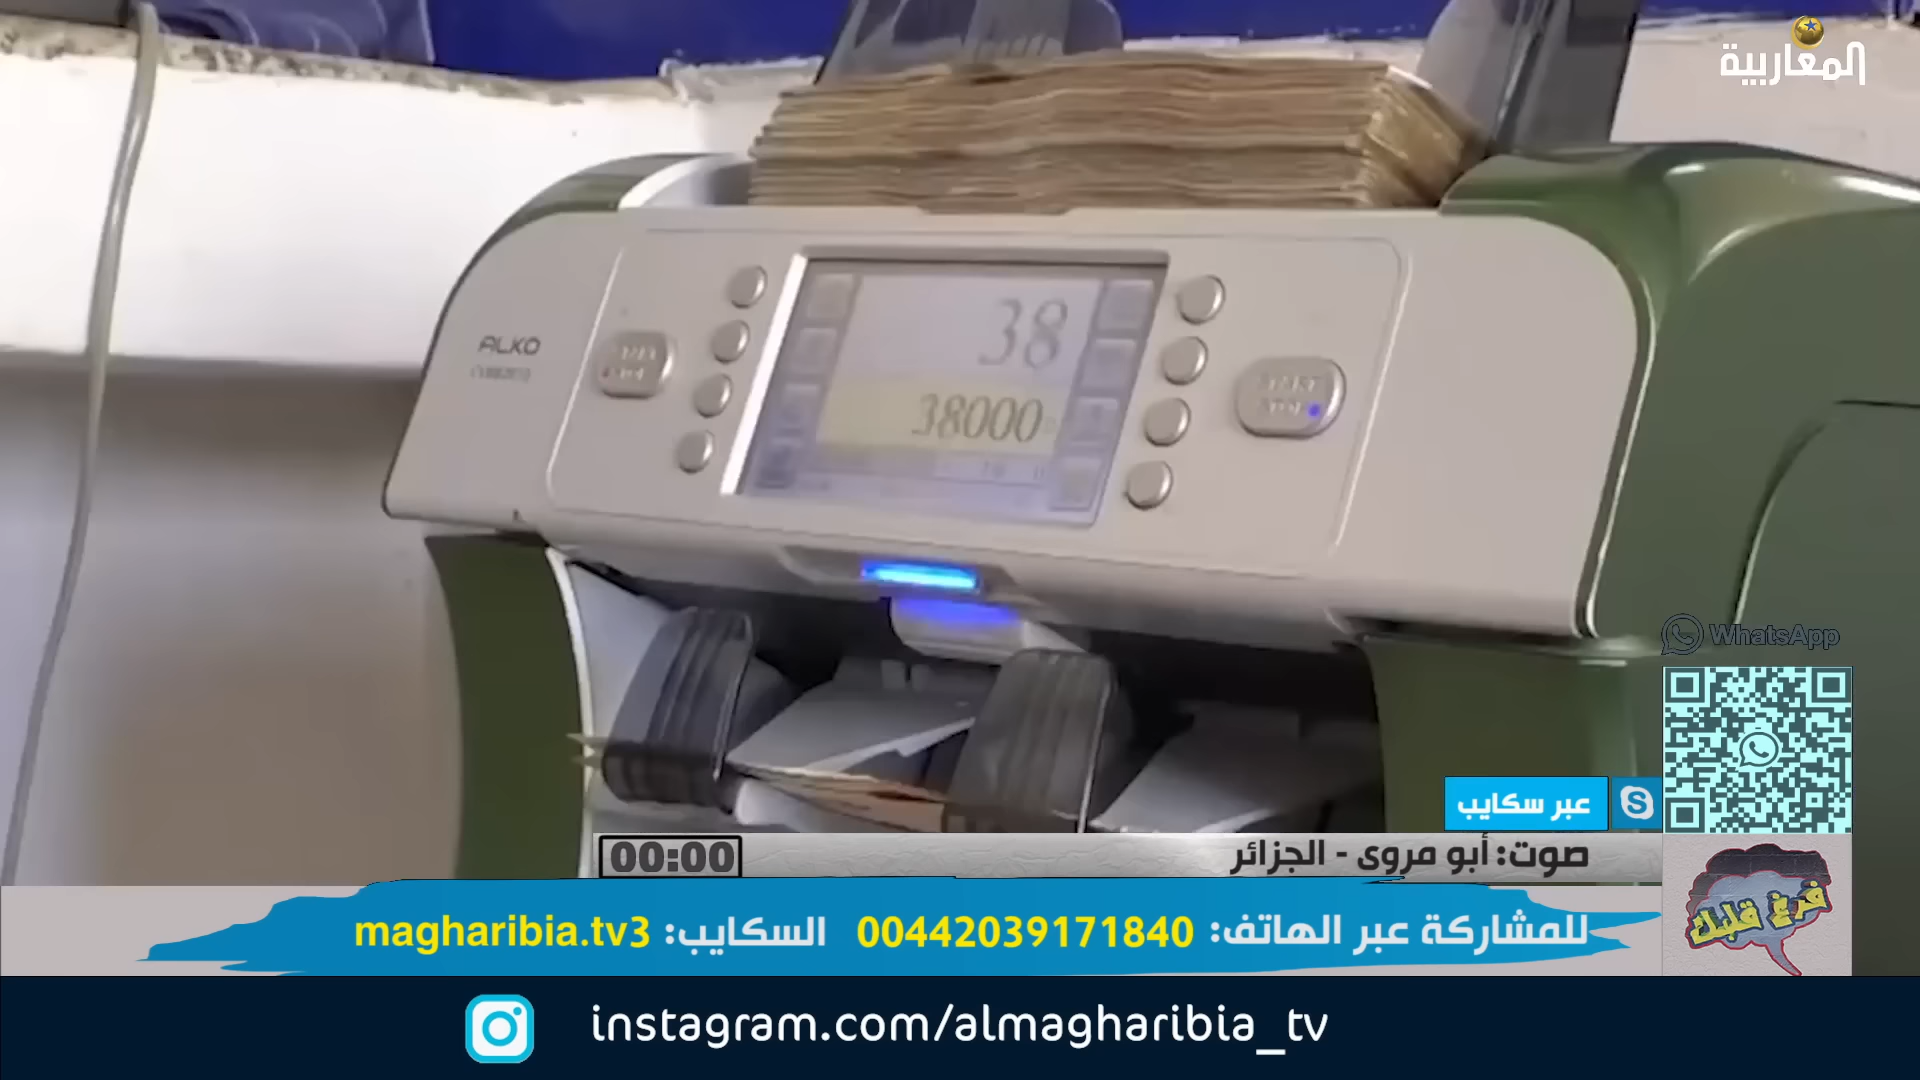 المغاربية
38
ALKO
38000
WhatsApp
عبر سكايب
صوت: أبو مروى - الجزائر
00:00
للمشاركة عبر الهاتف: 00442039171840 السكايب: magharibia.tv3
فرغ قلبك
instagram.com/almagharibia_tv